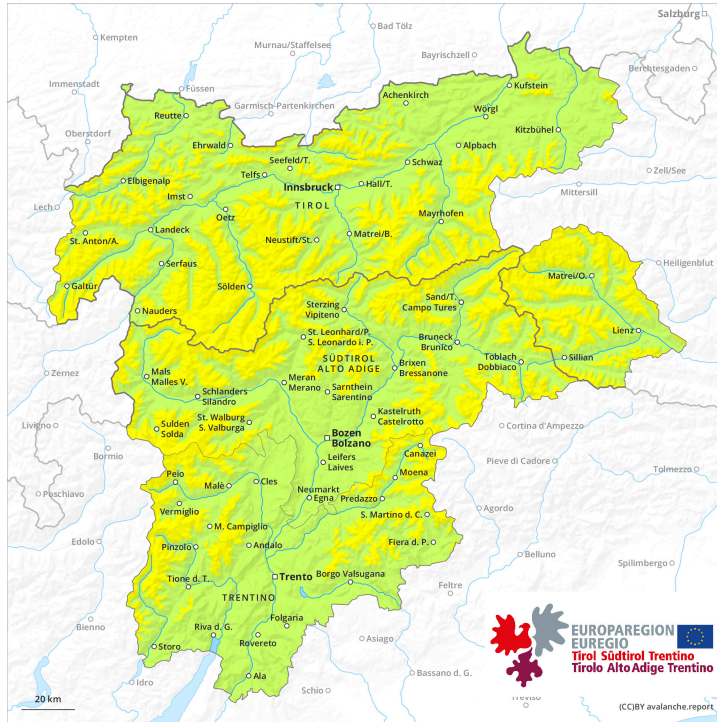 Salzburg
Kempten
Bad Tölz
Murnau/Staffelsee
Bayrischzell
Berchtesgaden
Immenstadt
Füssen
Garmisch-Partenkirchen
Achenkirch
Kufstein
Reutte
Wörgl
Oberstdorf
Kitzbühel
Ehrwald
Seefeld/T.
Alpbach
Schwaz
Telfs
Zell/See
Elbigenalp
Innsbruck
Hall/T.
Mittersill
Imst
TIROL
Lech
Oetz
Mayrhofen
Landeck
St. Anton/A.
Neustift/St.
Matrei/B.
Serfaus
Heiligenblut
Matrei/O.
Galtür
Sölden
Sand/T.
Campo Tures
Nauders
Sterzing
Vipiteno
Lienz
St. Leonhard/P.
S. Leonardo i. P.
Bruneck
Brunico
Toblach
Dobbiaco
Sillian
SÜDTIROL
ALTO ADIGE
Brixen
Bressanone
Zernez
Mals
Malles V.
Meran
Merano
Schlanders
Silandro
Sarnthein
Sarentino
St. Walburg
S. Valburga
Kastelruth
Castelrotto
Livigno
Sulden
Solda
Cortina d'Ampezzo
Bozen
Bolzano
Canazei
Bormio
Leifers
Laives
Pieve di Cadore
Tolmezzo
Peio
Malè
Cles
Moena
Poschiavo
Neumarkt
Egna
Predazzo
Vermiglio
Agordo
S. Martino d. C.
M. Campiglio
Edolo
Pinzolo
Andalo
Fiera d. P.
Belluno
Spilimbergo
Tione d. T.
Trento
Borgo Valsugana
Feltre
TRENTINO
Folgaria
Bienno
Riva d. G.
Rovereto
Asiago
Storo
Bassano d. G.
Ala
Idro
Schio
Treviso
EUROPAREGION
EUREGIO
Tirol Südtirol Trentino
Tirolo Alto Adige Trentino
20 km
(CC)BY avalanche.report